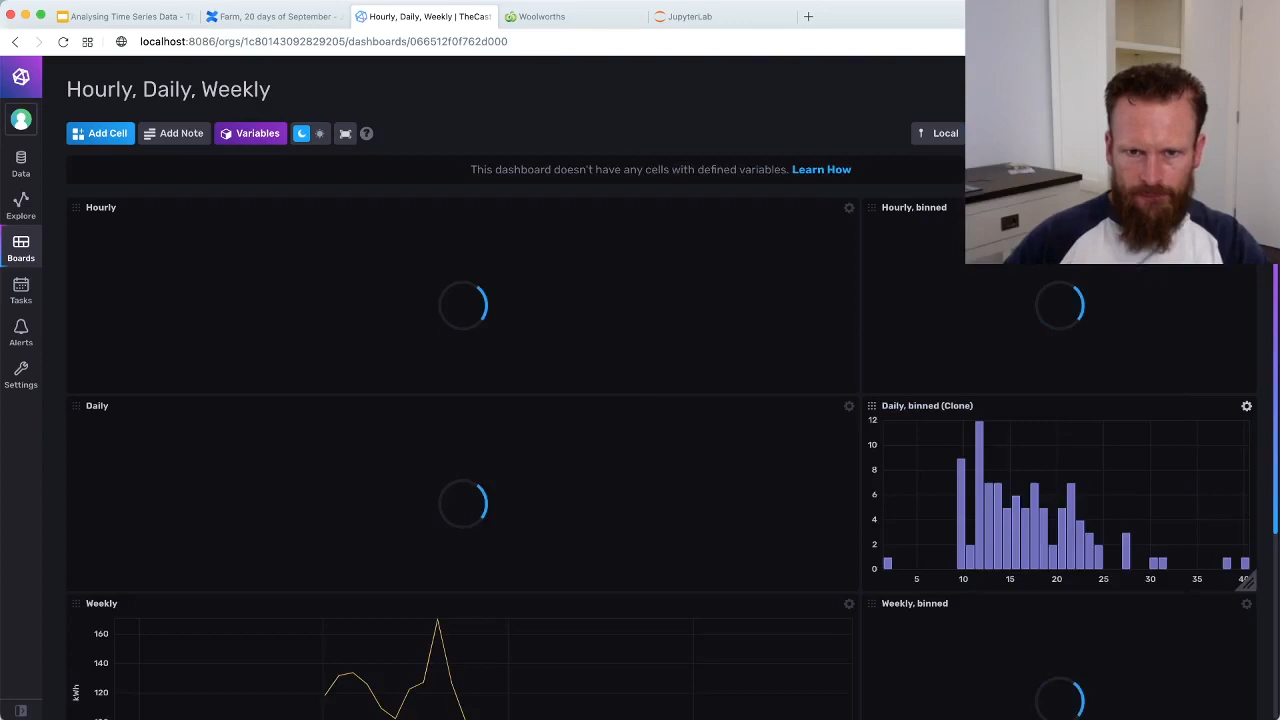 Analysing Time Series Data - T
Farm, 20 days of September -
Hourly, Daily, Weekly | TheCast
Woolworths
JupyterLab
localhost:8086/orgs/1c80143092829205/dashboards/066512f0f762d000
Hourly, Daily, Weekly
Add Cell
Add Note
Variables
?
Local
This dashboard doesn't have any cells with defined variables. Learn How
Data
Explore
Boards
Tasks
Alerts
Settings
Hourly
Hourly, binned
Daily
Daily, binned (Clone)
12
10
8
6
4
2
0
5 10 15 20 25 30 35 40
Weekly
160
140
120
kWh
Weekly, binned